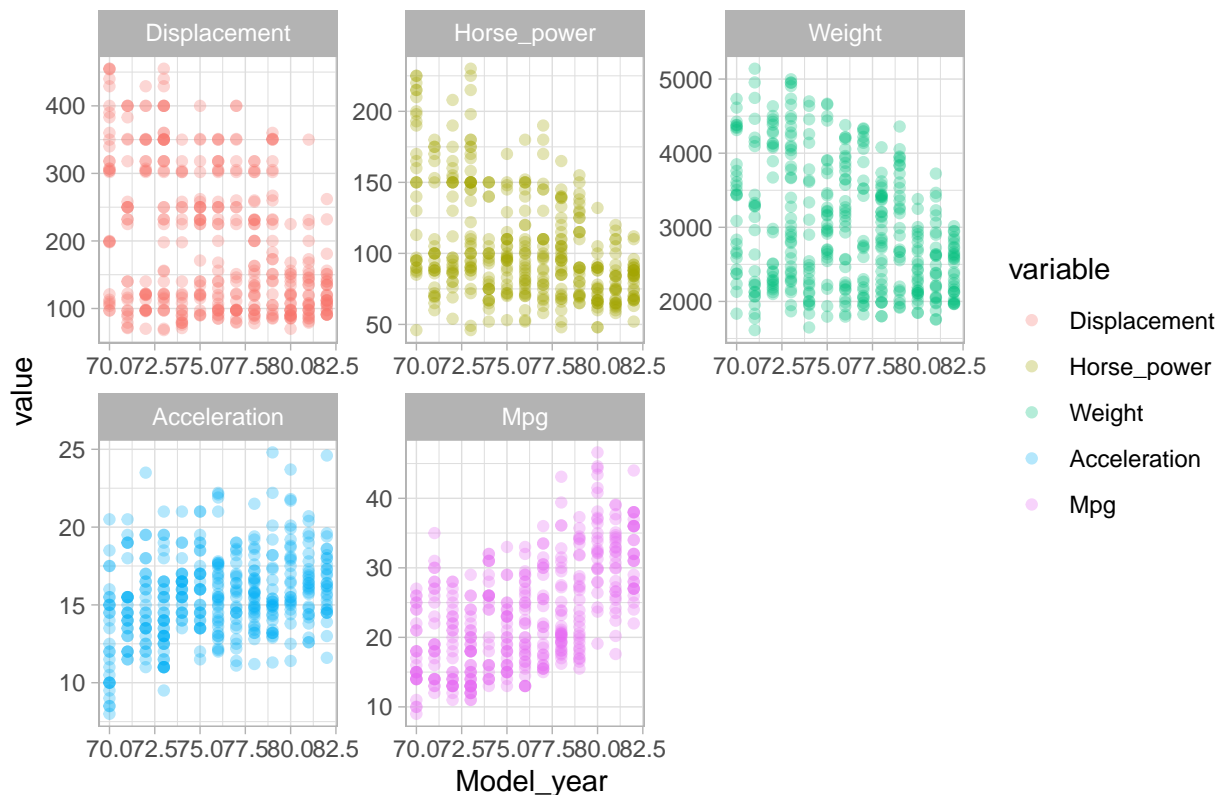 Displacement
Horse_power
Weight
400
300
200
100
200
150
100
50
5000
4000
3000
2000
70.072.575.077.580.082.5
70.072.575.077.580.082.5
70.072.575.077.580.082.5
value
Acceleration
Mpg
25
20
15
10
40
30
20
10
70.072.575.077.580.082.5
70.072.575.077.580.082.5
Model_year
variable
Displacement
Horse_power
Weight
Acceleration
Mpg